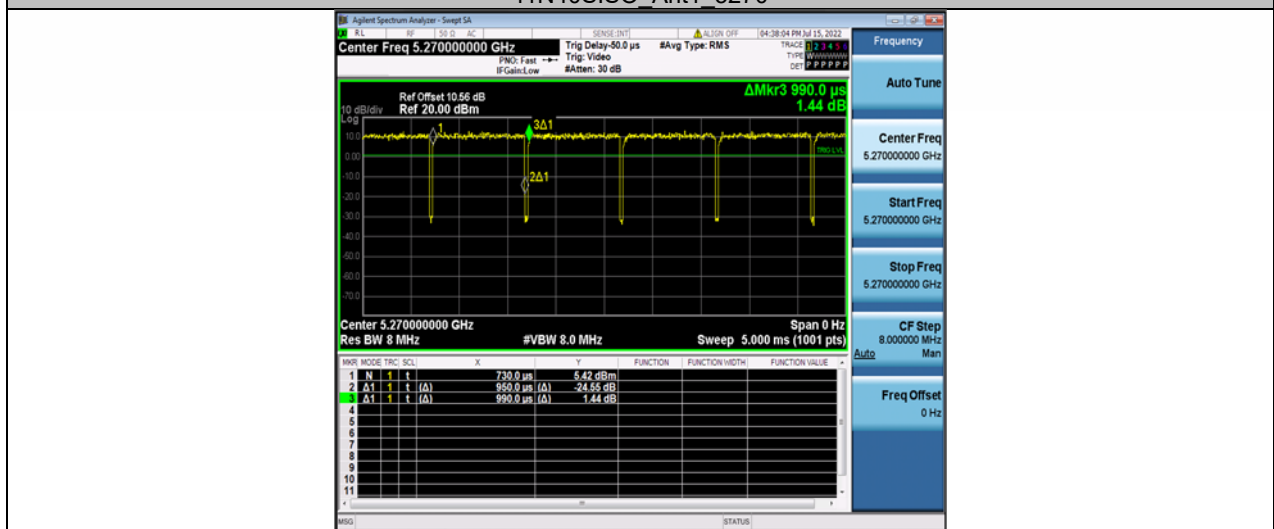 Agilent Spectrum Analyzer - Swept SA
RL RF 50 Ω AC SENSE:INT ALIGN OFF 04:38:04 PM Jul 15, 2022
Center Freq 5.270000000 GHz
PNO: Fast
IFGain:Low
Trig Delay-50.0 µs
Trig: Video
#Atten: 30 dB
#Avg Type: RMS
TRACE 1 2 3 4 5 6
TYPE WWWWWW
DET P P P P P P
Ref Offset 10.56 dB
10 dB/div Ref 20.00 dBm
Log
ΔMkr3 990.0 µs
1.44 dB
10.0
0.00
-10.0
-20.0
-30.0
-40.0
-50.0
-60.0
-70.0
1
3Δ1
2Δ1
TRIG LVL
Center 5.270000000 GHz Span 0 Hz
Res BW 8 MHz #VBW 8.0 MHz Sweep 5.000 ms (1001 pts)
MKR MODE TRC SCL X Y FUNCTION FUNCTION WIDTH FUNCTION VALUE
1 N 1 t 730.0 µs 5.42 dBm
2 Δ1 1 t (Δ) 950.0 µs (Δ) -24.55 dB
3 Δ1 1 t (Δ) 990.0 µs (Δ) 1.44 dB
4
5
6
7
8
9
10
11
MSG STATUS
Frequency
Auto Tune
Center Freq
5.270000000 GHz
Start Freq
5.270000000 GHz
Stop Freq
5.270000000 GHz
CF Step
8.000000 MHz
Auto Man
Freq Offset
0 Hz